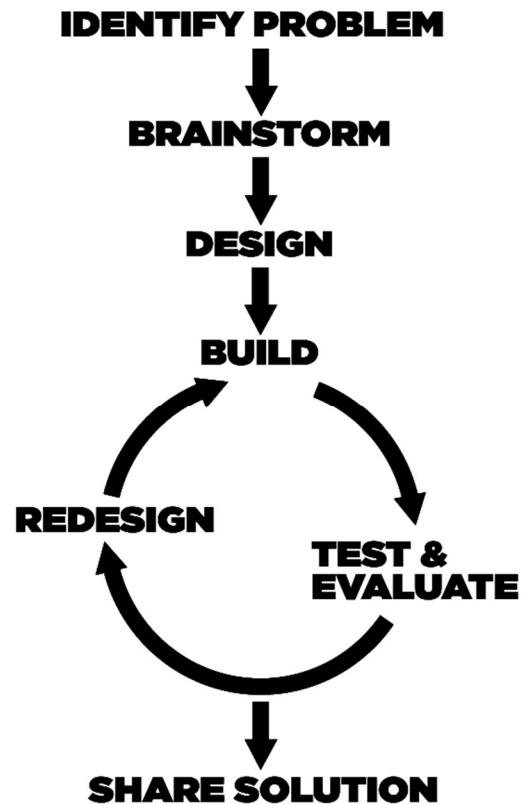 IDENTIFY PROBLEM
BRAINSTORM
DESIGN
BUILD
REDESIGN
TEST &
EVALUATE
SHARE SOLUTION